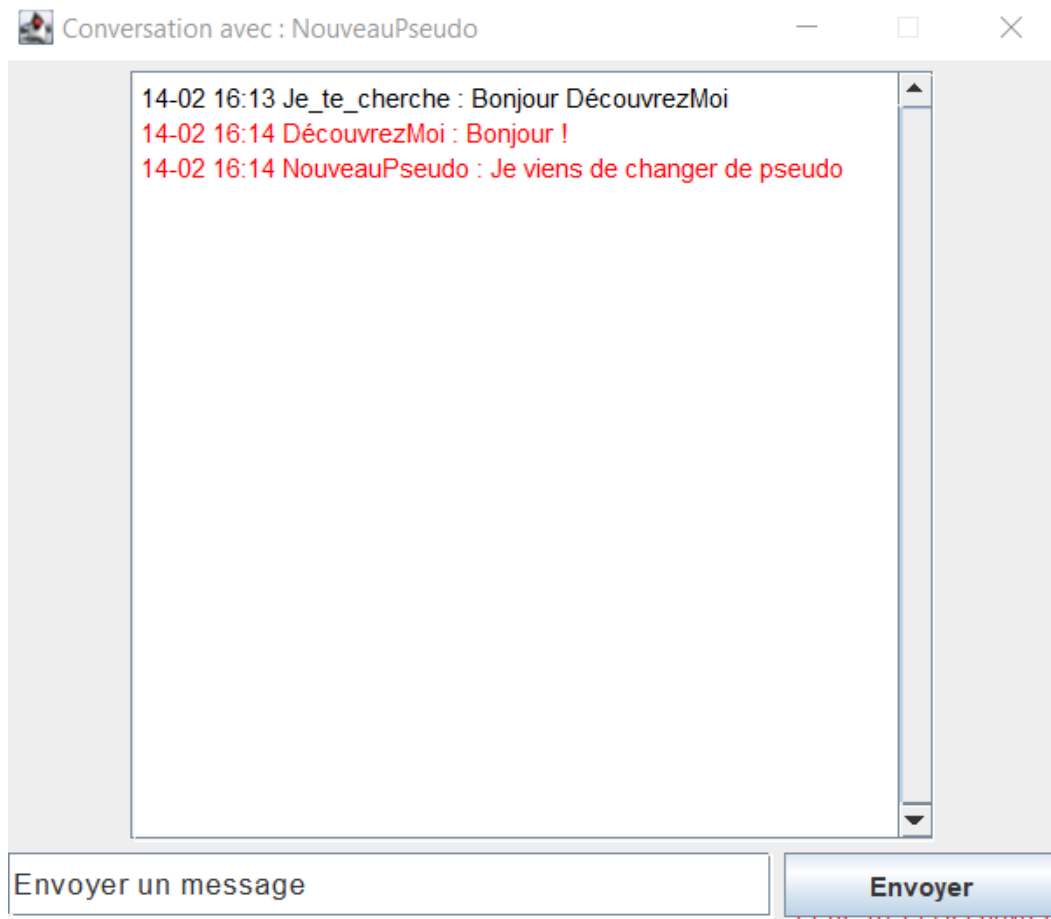 Conversation avec : NouveauPseudo
14-02 16:13 Je_te_cherche : Bonjour DécouvrezMoi
14-02 16:14 DécouvrezMoi : Bonjour !
14-02 16:14 NouveauPseudo : Je viens de changer de pseudo
Envoyer un message
Envoyer